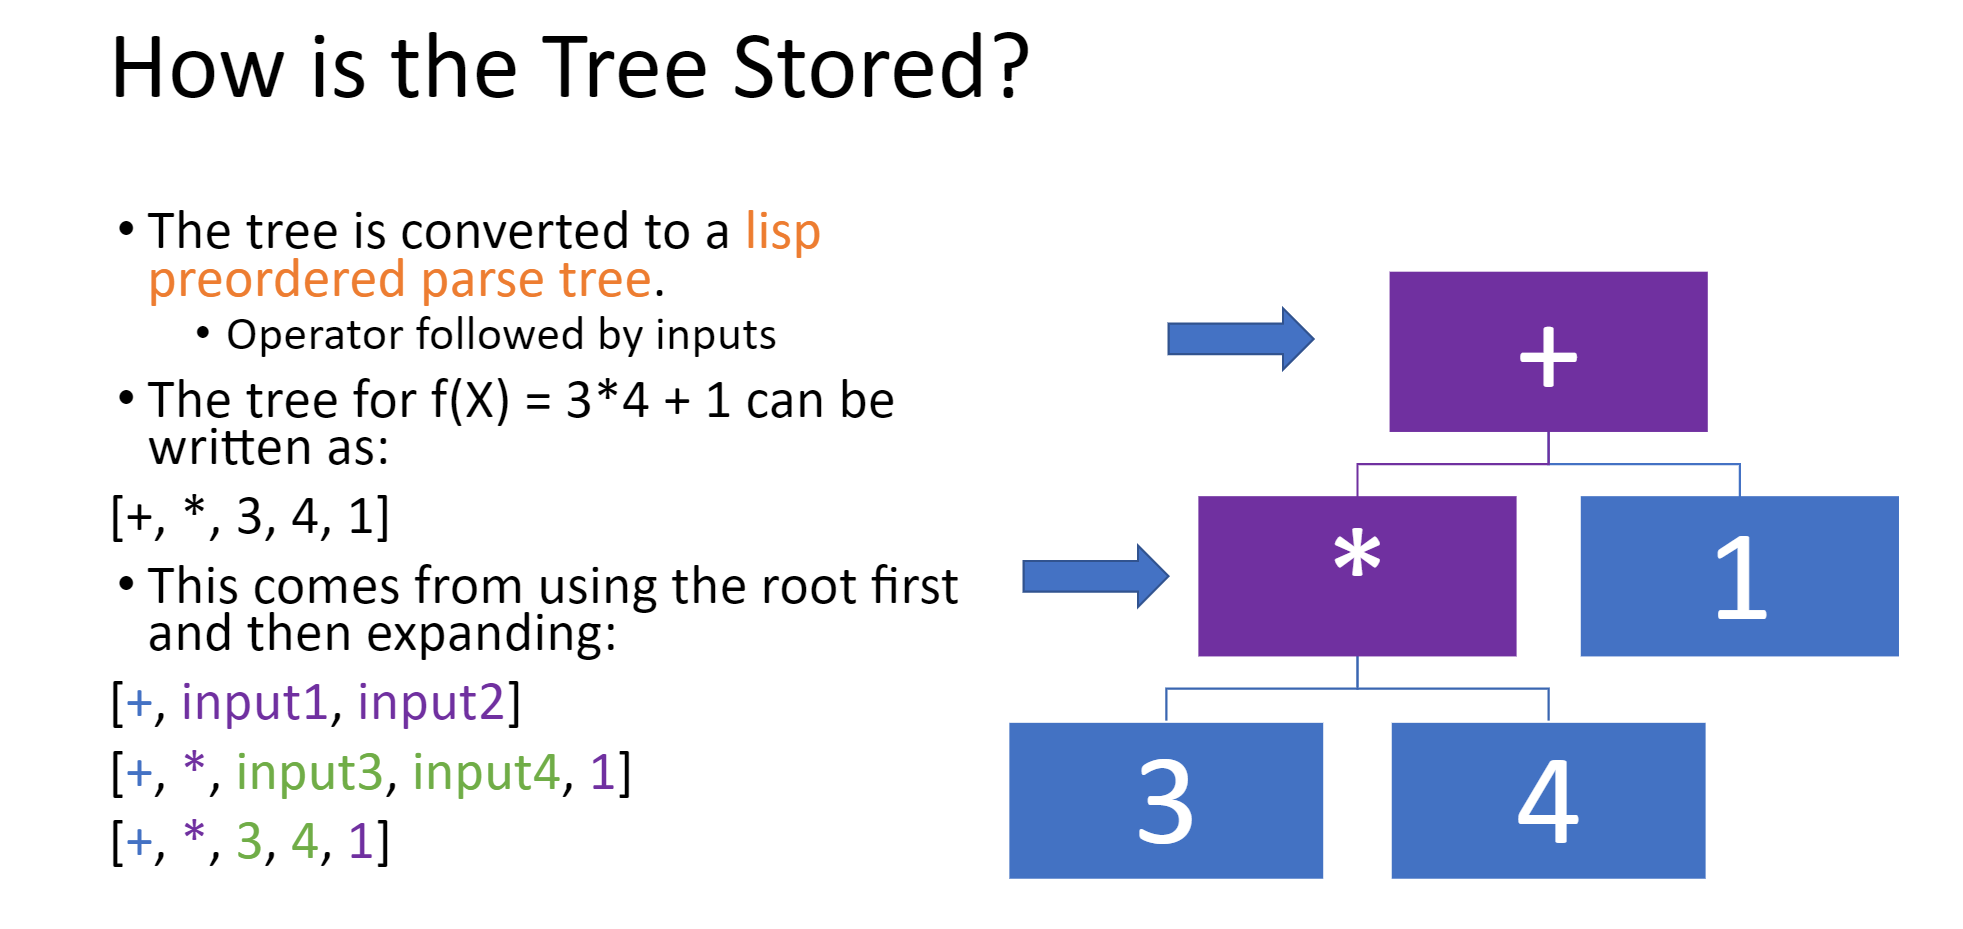 How is the Tree Stored?
• The tree is converted to a lisp
preordered parse tree.
• Operator followed by inputs
• The tree for f(X) = 3*4 + 1 can be
written as:
[+, *, 3, 4, 1]
• This comes from using the root first
and then expanding:
[+, input1, input2]
[+, *, input3, input4, 1]
[+, *, 3, 4, 1]
+
*
1
3
4